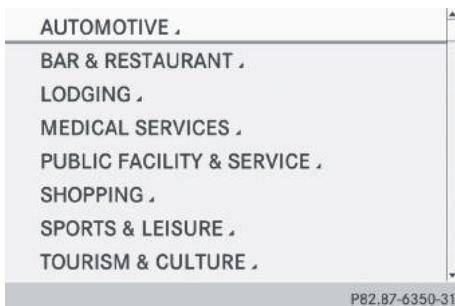 AUTOMOTIVE
BAR & RESTAURANT
LODGING
MEDICAL SERVICES
PUBLIC FACILITY & SERVICE
SHOPPING
SPORTS & LEISURE
TOURISM & CULTURE
P82.87-6350-31